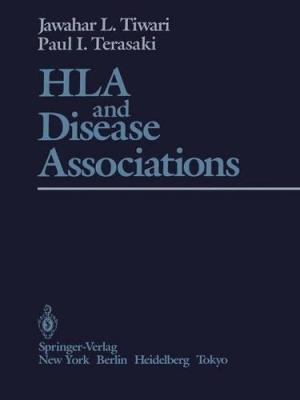 Jawahar L. Tiwari
Paul I. Terasaki
HLA
and
Disease
Associations
Springer-Verlag
New York Berlin Heidelberg Tokyo